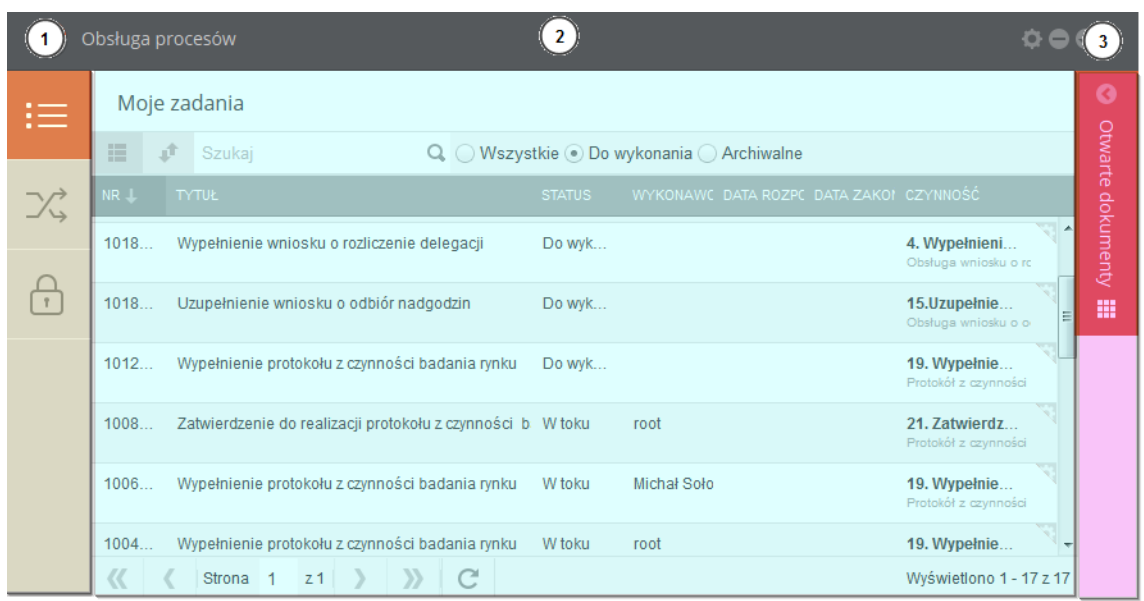 1 Obsługa procesów 2 3
Moje zadania
Szukaj Wszystkie Do wykonania Archiwalne
NR TYTUŁ STATUS WYKONAWC DATA ROZPC DATA ZAKOŃ CZYNNOŚĆ
1018... Wypełnienie wniosku o rozliczenie delegacji Do wyk... 4. Wypełnieni...
Obsługa wniosku o rc
1018... Uzupełnienie wniosku o odbiór nadgodzin Do wyk... 15.Uzupełnie...
Obsługa wniosku o o
1012... Wypełnienie protokołu z czynności badania rynku Do wyk... 19. Wypełnie...
Protokół z czynności
1008... Zatwierdzenie do realizacji protokołu z czynności b W toku root 21. Zatwierdz...
Protokół z czynności
1006... Wypełnienie protokołu z czynności badania rynku W toku Michał Soło 19. Wypełnie...
Protokół z czynności
1004... Wypełnienie protokołu z czynności badania rynku W toku root 19. Wypełnie...
Strona 1 z 1 Wyświetlono 1 - 17 z 17
Otwarte dokumenty